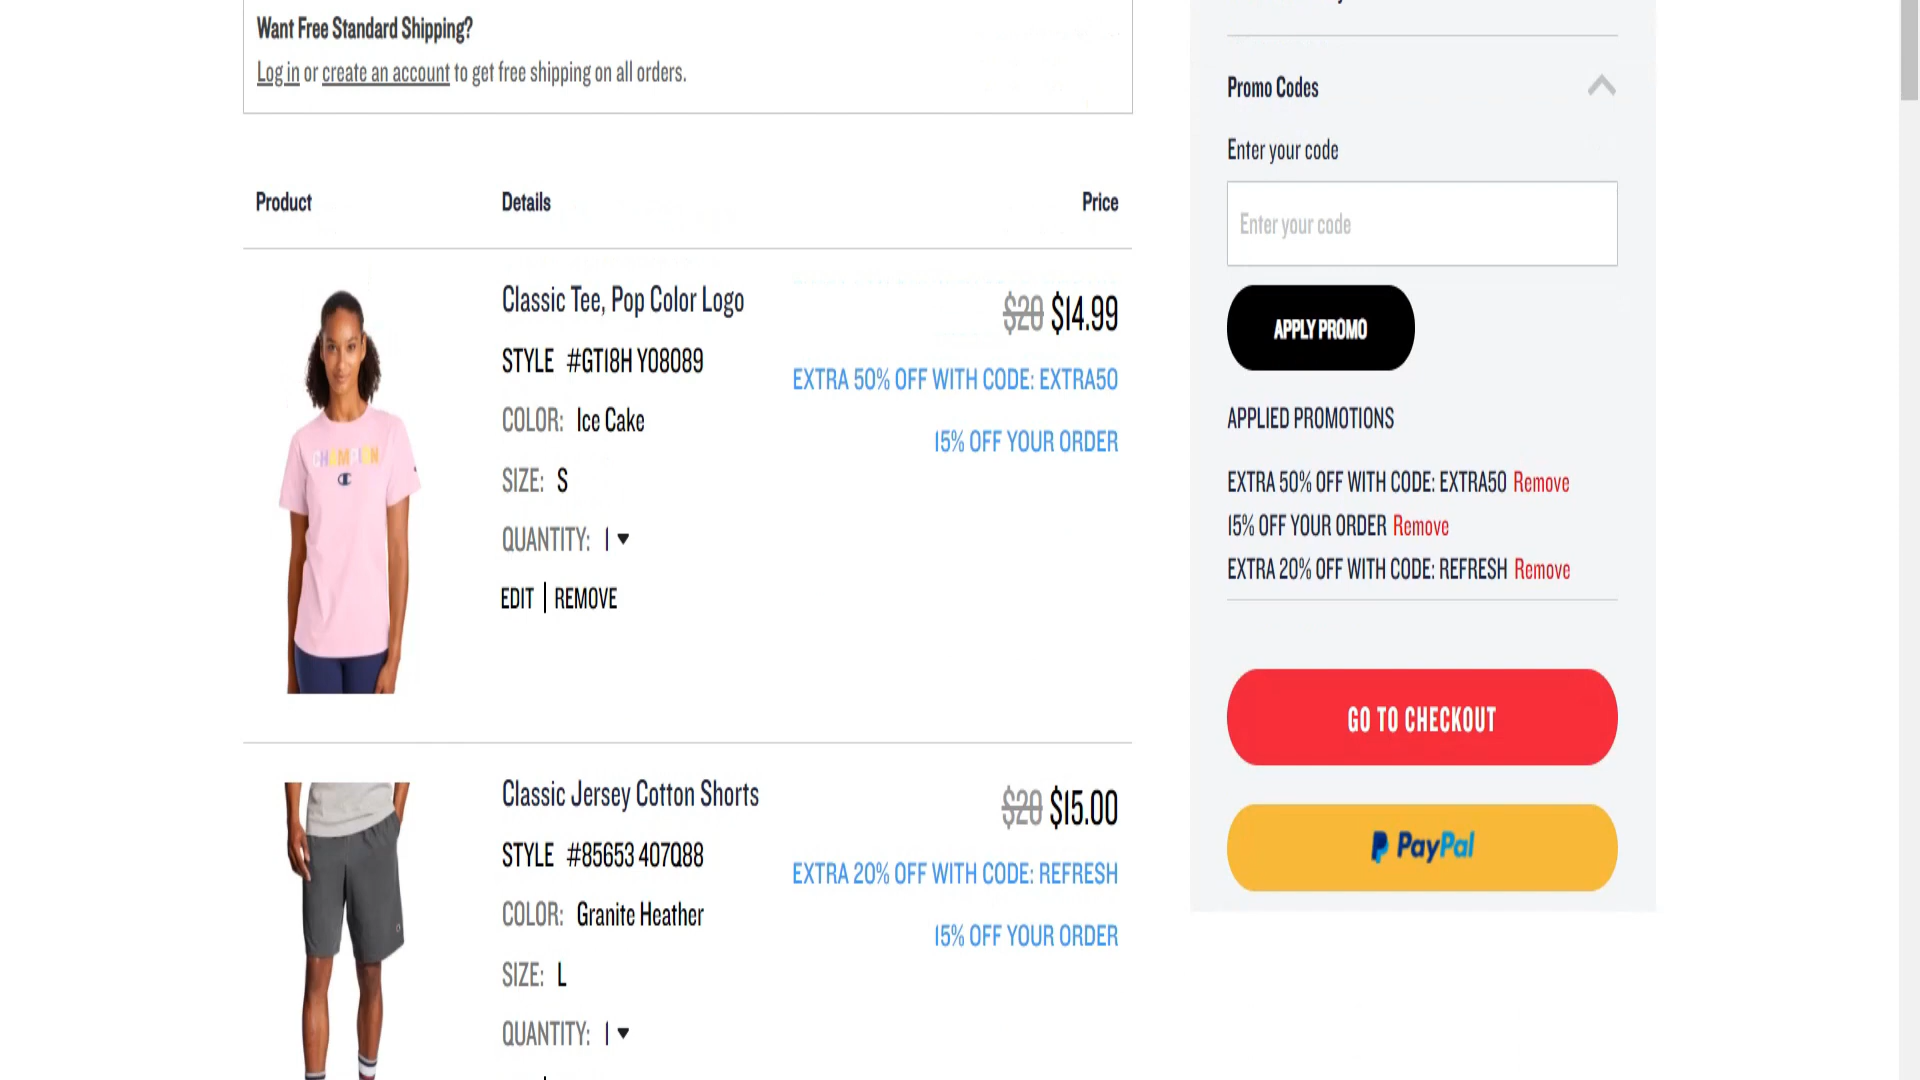 Want Free Standard Shipping?
Log in or create an account to get free shipping on all orders.
Product Details Price
Classic Tee, Pop Color Logo
$20 $14.99
STYLE #GT18H Y08089
EXTRA 50% OFF WITH CODE: EXTRA50
COLOR: Ice Cake
15% OFF YOUR ORDER
SIZE: S
QUANTITY: 1
EDIT | REMOVE
CHAMPION
Classic Jersey Cotton Shorts
$20 $15.00
STYLE #85653 407Q88
EXTRA 20% OFF WITH CODE: REFRESH
COLOR: Granite Heather
15% OFF YOUR ORDER
SIZE: L
QUANTITY: 1
Promo Codes
Enter your code
Enter your code
APPLY PROMO
APPLIED PROMOTIONS
EXTRA 50% OFF WITH CODE: EXTRA50 Remove
15% OFF YOUR ORDER Remove
EXTRA 20% OFF WITH CODE: REFRESH Remove
GO TO CHECKOUT
PayPal